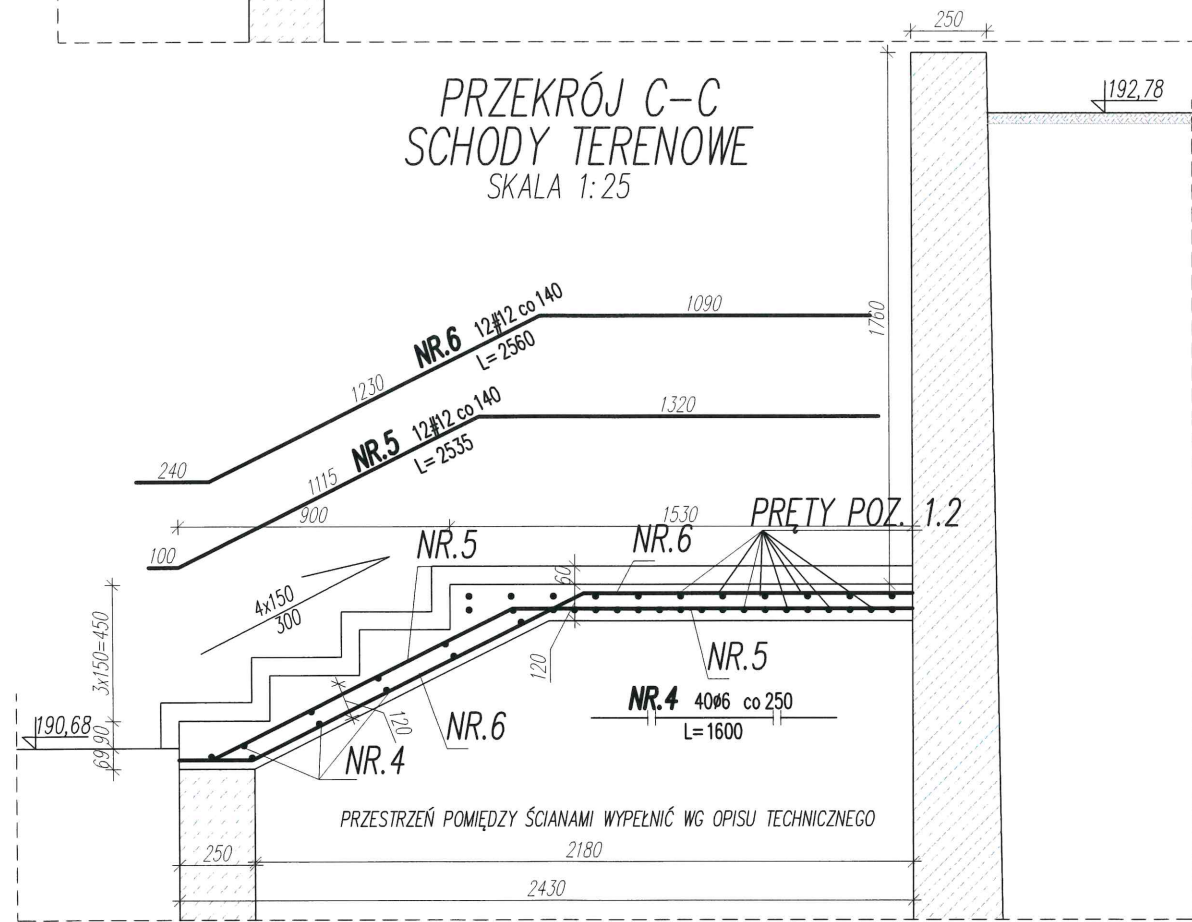 250
192,78
PRZEKRÓJ C-C
SCHODY TERENOWE
SKALA 1:25
1760
1090
NR.6 12#12 co 140
L=2560
1230
240
1320
NR.5 12#12 co 140
L=2535
1115
100
900
1530
PRĘTY POZ. 1.2
NR.5
NR.6
60
4x150
300
3x150=450
120
NR.5
NR.4 40ø6 co 250
L=1600
190,68
90
69
120
NR.6
NR.4
PRZESTRZEŃ POMIĘDZY ŚCIANAMI WYPEŁNIĆ WG OPISU TECHNICZNEGO
250
2180
2430